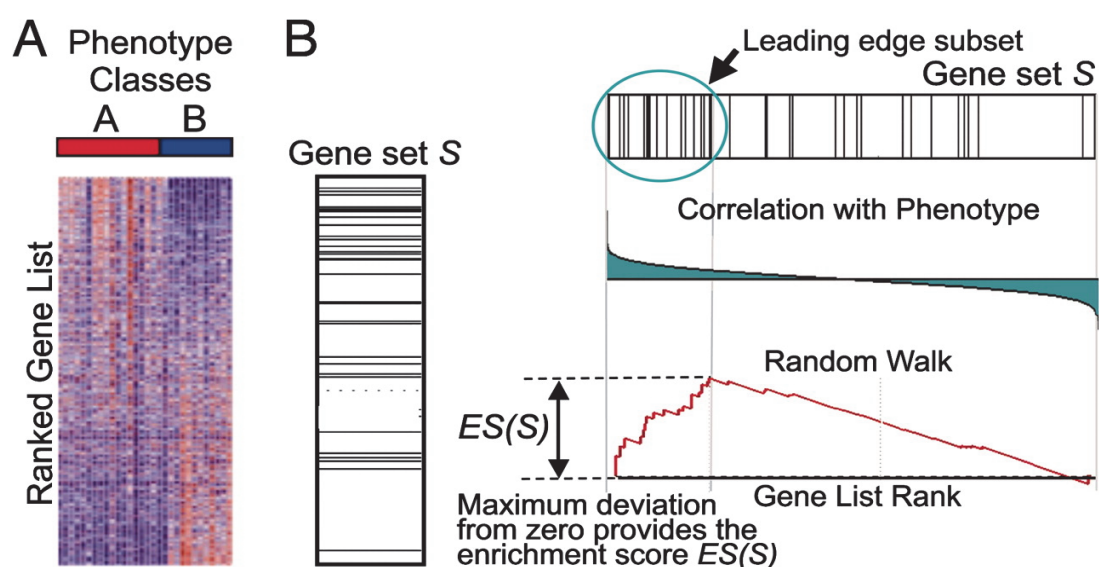 A
Phenotype
Classes
A B
Ranked Gene List
B
Gene set S
Leading edge subset
Gene set S
Correlation with Phenotype
Random Walk
ES(S)
Gene List Rank
Maximum deviation
from zero provides the
enrichment score ES(S)